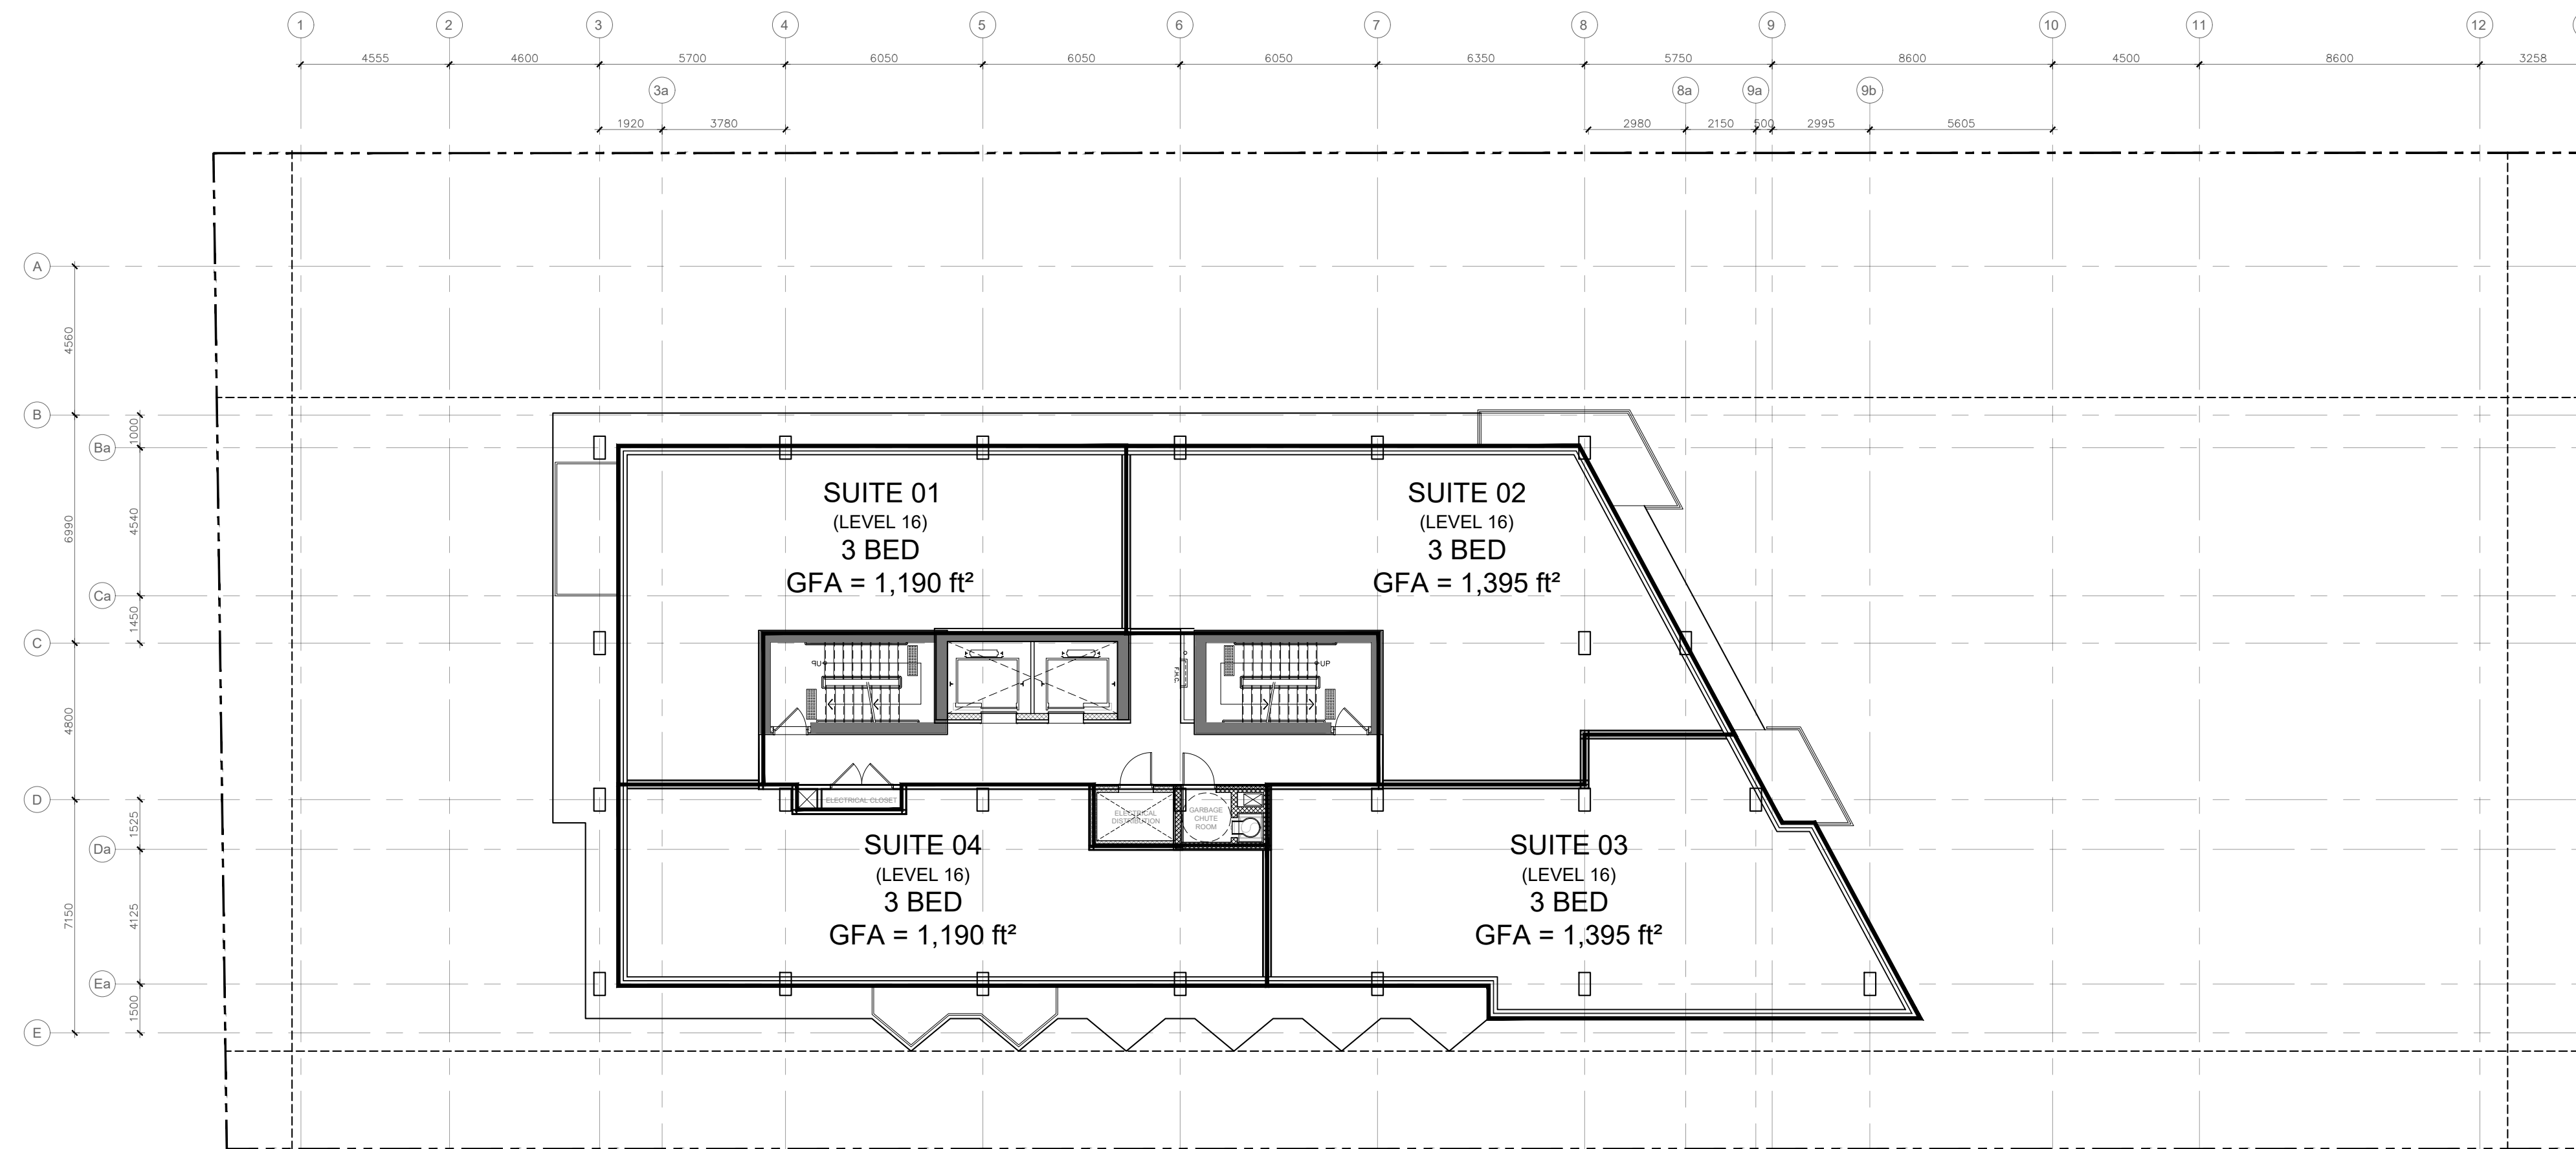 1 2 3 4 5 6 7 8 9 10 11 12
4555 4600 5700 6050 6050 6050 6350 5750 8600 4500 8600 3258
3a 8a 9a 9b
1920 3780 2980 2150 500 2995 5605
A
4560
B
1000
Ba
6990
4540
Ca
1450
C
4800
D
1525
Da
7150
4125
Ea
1500
E
SUITE 01
(LEVEL 16)
3 BED
GFA = 1,190 ft²
SUITE 02
(LEVEL 16)
3 BED
GFA = 1,395 ft²
UP
F.H.C.
UP
ELECTRICAL CLOSET
ELECTRICAL
DISTRIBUTION
GARBAGE
CHUTE
ROOM
SUITE 04
(LEVEL 16)
3 BED
GFA = 1,190 ft²
SUITE 03
(LEVEL 16)
3 BED
GFA = 1,395 ft²